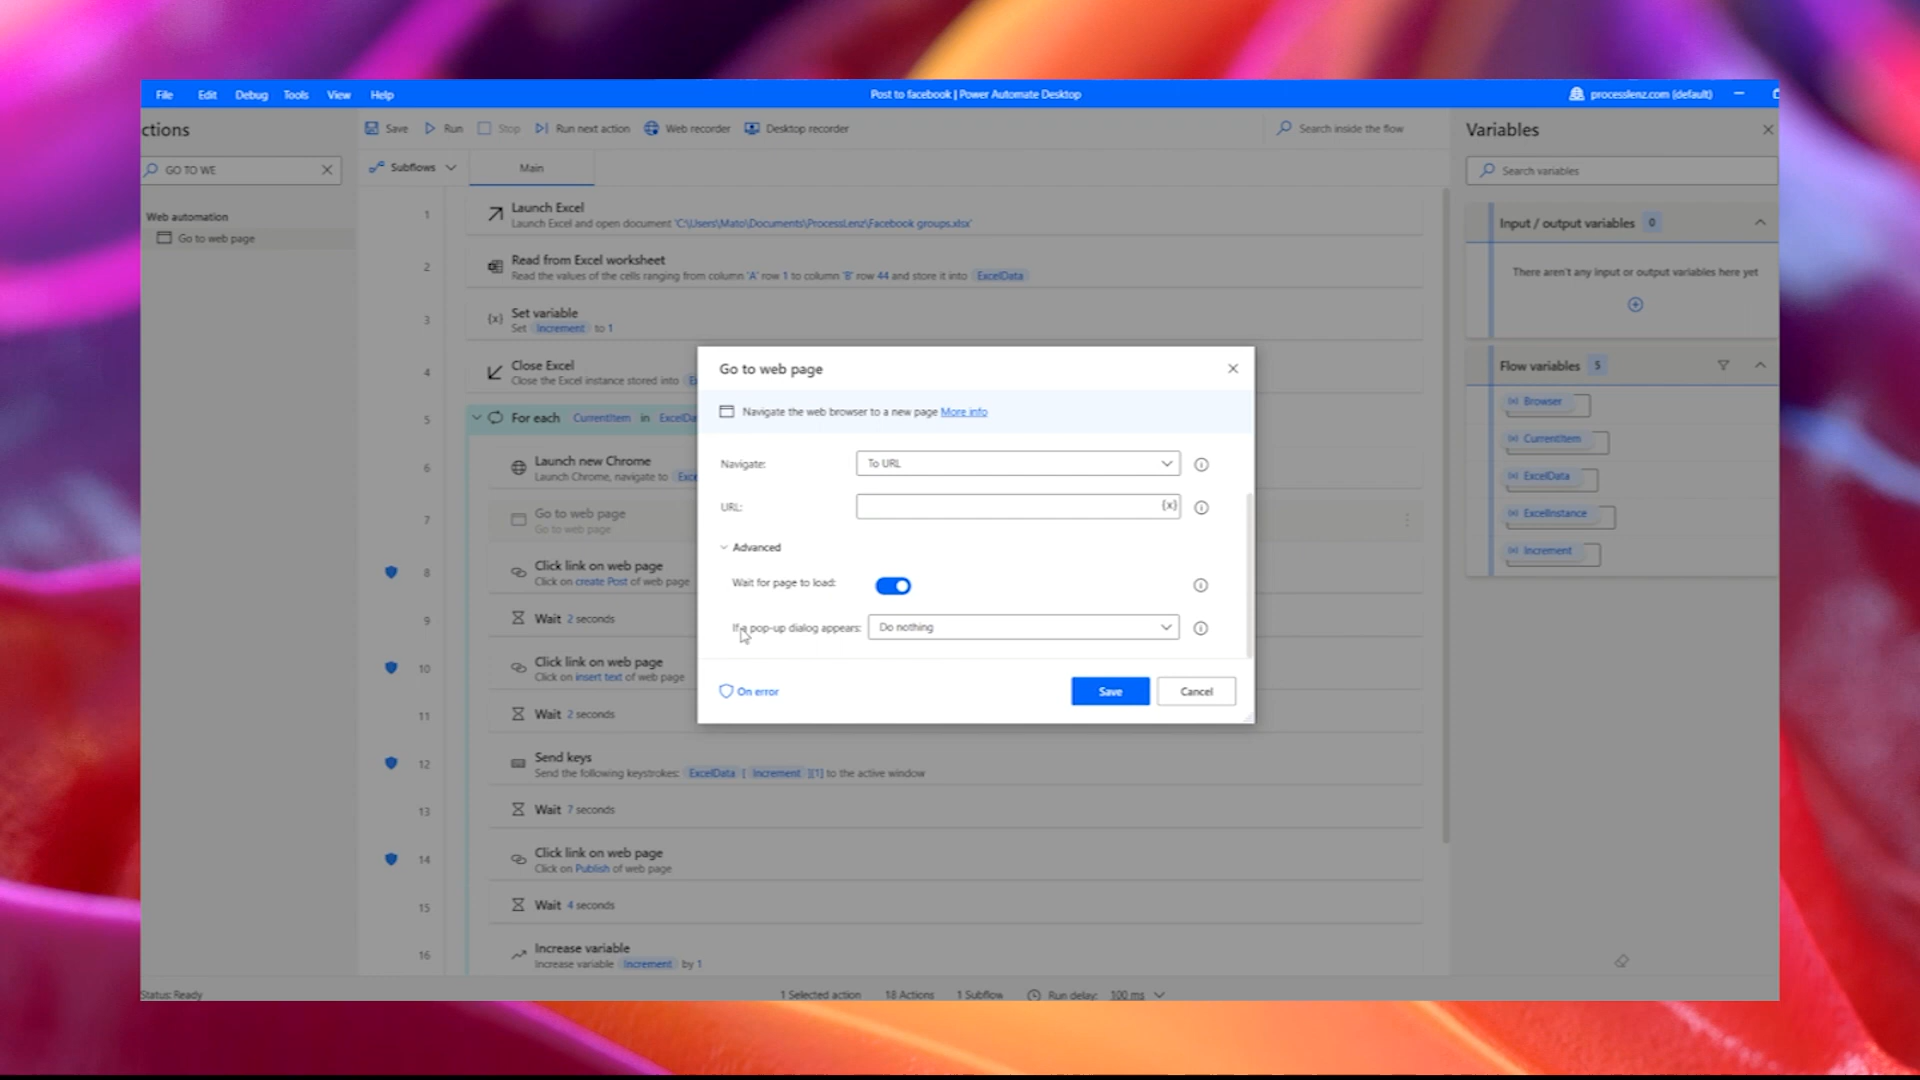 File Edit Debug Tools View Help
Post to facebook | Power Automate Desktop
processlenz.com (default)
ctions
GO TO WE
Web automation
Go to web page
Save Run Stop Run next action Web recorder Desktop recorder
Search inside the flow
Subflows Main
1 Launch Excel
Launch Excel and open document 'C:\Users\Mato\Documents\ProcessLenz\Facebook groups.xlsx'
2 Read from Excel worksheet
Read the values of the cells ranging from column 'A' row 1 to column 'B' row 44 and store it into ExcelData
3 {x} Set variable
Set Increment to 1
4 Close Excel
Close the Excel instance stored into
5 For each CurrentItem in ExcelDa
6 Launch new Chrome
Launch Chrome, navigate to Exce
7 Go to web page
Go to web page
8 Click link on web page
Click on create Post of web page
9 Wait 2 seconds
10 Click link on web page
Click on insert text of web page
11 Wait 2 seconds
12 Send keys
Send the following keystrokes: ExcelData [ Increment ][1] to the active window
13 Wait 7 seconds
14 Click link on web page
Click on Publish of web page
15 Wait 4 seconds
16 Increase variable
Increase variable Increment by 1
Go to web page
Navigate the web browser to a new page More info
Navigate: To URL
URL: {x}
Advanced
Wait for page to load:
If a pop-up dialog appears: Do nothing
On error
Save Cancel
Variables
Search variables
Input / output variables 0
There aren't any input or output variables here yet
Flow variables 5
(x) Browser
(x) CurrentItem
(x) ExcelData
(x) ExcelInstance
(x) Increment
Status: Ready
1 Selected action 18 Actions 1 Subflow Run delay: 100 ms